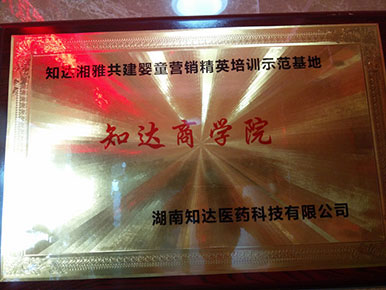 知达湘雅共建婴童营销精英培训示范基地
知达商学院
湖南知达医药科技有限公司